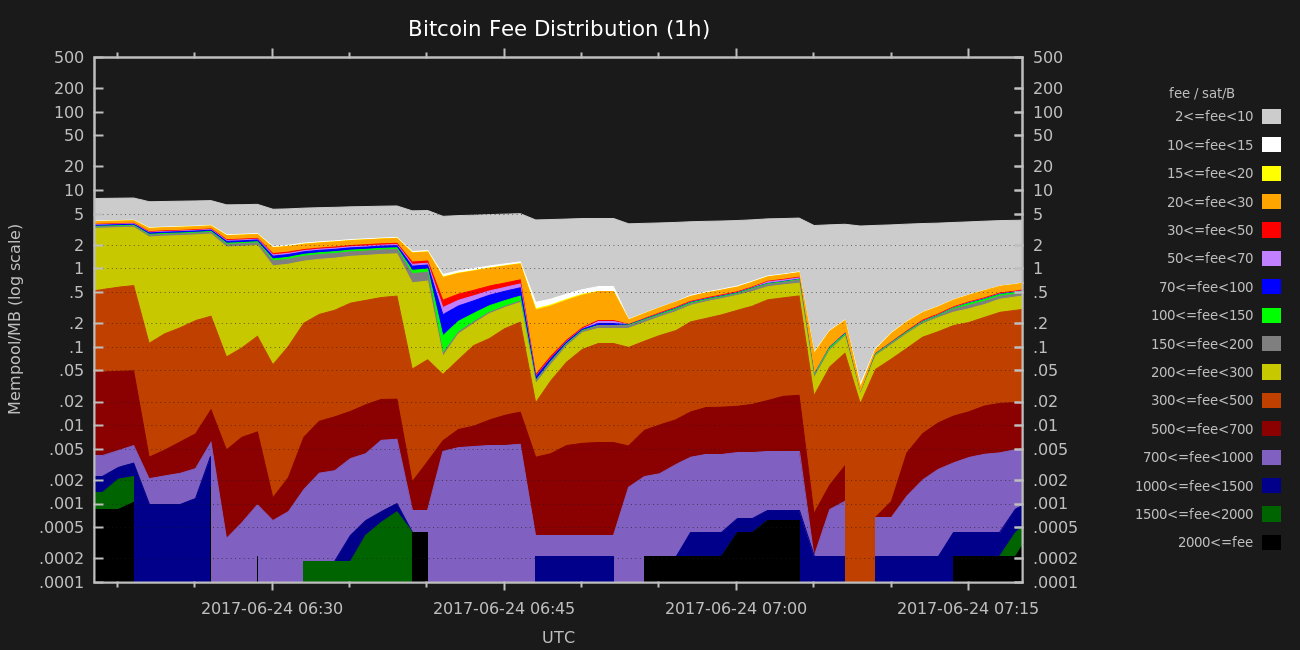 Bitcoin Fee Distribution (1h)
500 500
200 200
100 100
50 50
20 20
10 10
5 5
2 2
1 1
.5 .5
.2 .2
.1 .1
.05 .05
.02 .02
.01 .01
.005 .005
.002 .002
.001 .001
.0005 .0005
.0002 .0002
.0001 .0001
Mempool/MB (log scale)
2017-06-24 06:30 2017-06-24 06:45 2017-06-24 07:00 2017-06-24 07:15
UTC
fee / sat/B
2<=fee<10
10<=fee<15
15<=fee<20
20<=fee<30
30<=fee<50
50<=fee<70
70<=fee<100
100<=fee<150
150<=fee<200
200<=fee<300
300<=fee<500
500<=fee<700
700<=fee<1000
1000<=fee<1500
1500<=fee<2000
2000<=fee